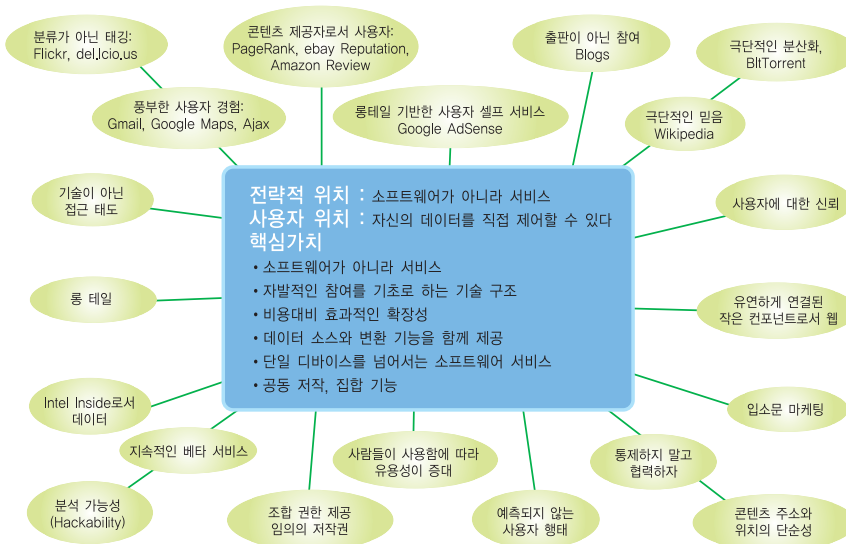 분류가 아닌 태깅:
Flickr, del.lcio.us
콘텐츠 제공자로서 사용자:
PageRank, ebay Reputation,
Amazon Review
출판이 아닌 참여
Blogs
극단적인 분산화,
BItTorrent
풍부한 사용자 경험:
Gmail, Google Maps, Ajax
롱테일 기반한 사용자 셀프 서비스
Google AdSense
극단적인 믿음
Wikipedia
기술이 아닌
접근 태도
전략적 위치 : 소프트웨어가 아니라 서비스
사용자 위치 : 자신의 데이터를 직접 제어할 수 있다
핵심가치
• 소프트웨어가 아니라 서비스
• 자발적인 참여를 기초로 하는 기술 구조
• 비용대비 효과적인 확장성
• 데이터 소스와 변환 기능을 함께 제공
• 단일 디바이스를 넘어서는 소프트웨어 서비스
• 공동 저작, 집합 기능
사용자에 대한 신뢰
롱 테일
유연하게 연결된
작은 컨포넌트로서 웹
Intel Inside로서
데이터
입소문 마케팅
지속적인 베타 서비스
사람들이 사용함에 따라
유용성이 증대
통제하지 말고
협력하자
분석 가능성
(Hackability)
조합 권한 제공
임의의 저작권
예측되지 않는
사용자 행태
콘텐츠 주소와
위치의 단순성